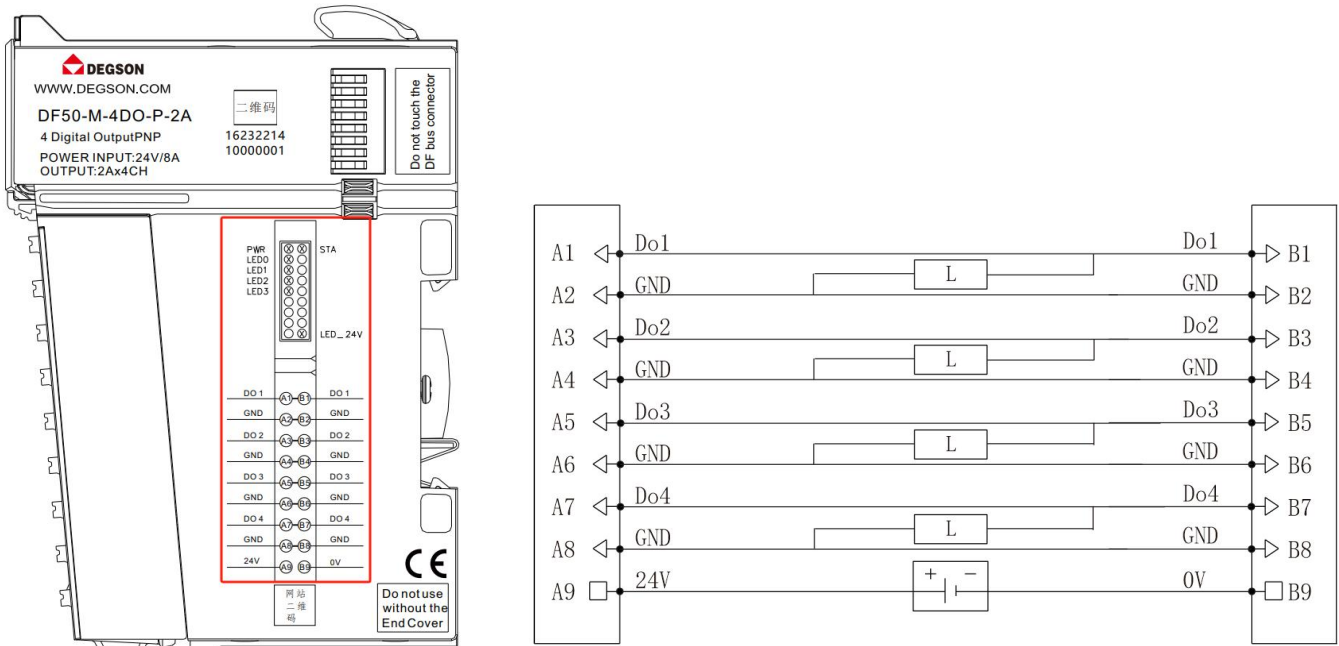 DEGSON
WWW.DEGSON.COM
DF50-M-4DO-P-2A
4 Digital OutputPNP
POWER INPUT:24V/8A
OUTPUT:2Ax4CH
二维码
16232214
10000001
Do not touch the
DF bus connector
PWR STA
LED0
LED1
LED2
LED3
LED_24V
DO 1 A1 B1 DO 1
GND A2 B2 GND
DO 2 A3 B3 DO 2
GND A4 B4 GND
DO 3 A5 B5 DO 3
GND A6 B6 GND
DO 4 A7 B7 DO 4
GND A8 B8 GND
24V A9 B9 0V
网站
二维
码
CE
Do not use
without the
End Cover
A1 Do1 Do1 B1
L
A2 GND GND B2
A3 Do2 Do2 B3
L
A4 GND GND B4
A5 Do3 Do3 B5
L
A6 GND GND B6
A7 Do4 Do4 B7
L
A8 GND GND B8
A9 24V + − 0V B9